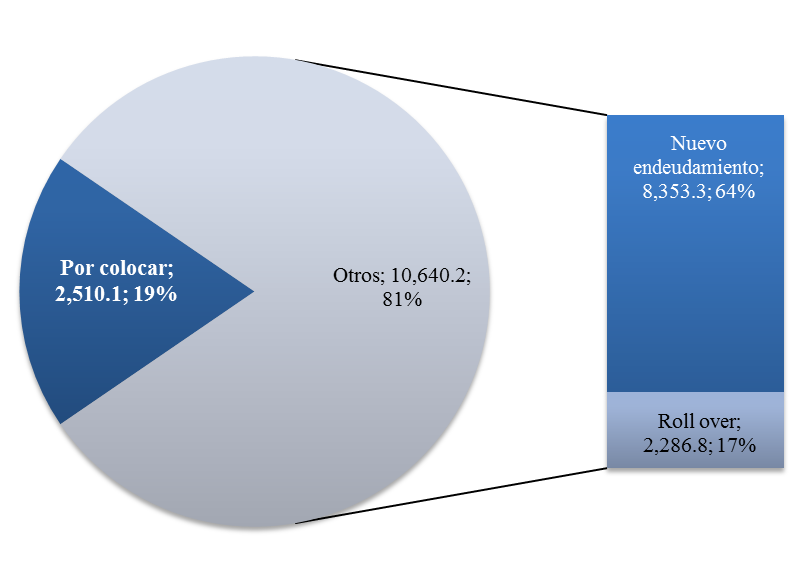 Por colocar;
2,510.1; 19%
Otros; 10,640.2;
81%
Nuevo
endeudamiento;
8,353.3; 64%
Roll over;
2,286.8; 17%